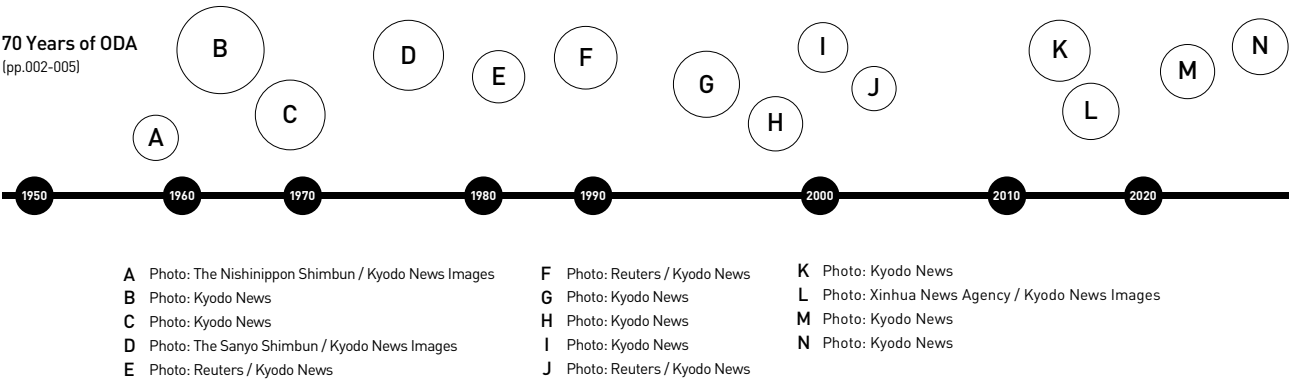 70 Years of ODA
(pp.002-005)
A
B
C
D
E
F
G
H
I
J
K
L
M
N
1950
1960
1970
1980
1990
2000
2010
2020
A Photo: The Nishinippon Shimbun / Kyodo News Images
B Photo: Kyodo News
C Photo: Kyodo News
D Photo: The Sanyo Shimbun / Kyodo News Images
E Photo: Reuters / Kyodo News
F Photo: Reuters / Kyodo News
G Photo: Kyodo News
H Photo: Kyodo News
I Photo: Kyodo News
J Photo: Reuters / Kyodo News
K Photo: Kyodo News
L Photo: Xinhua News Agency / Kyodo News Images
M Photo: Kyodo News
N Photo: Kyodo News